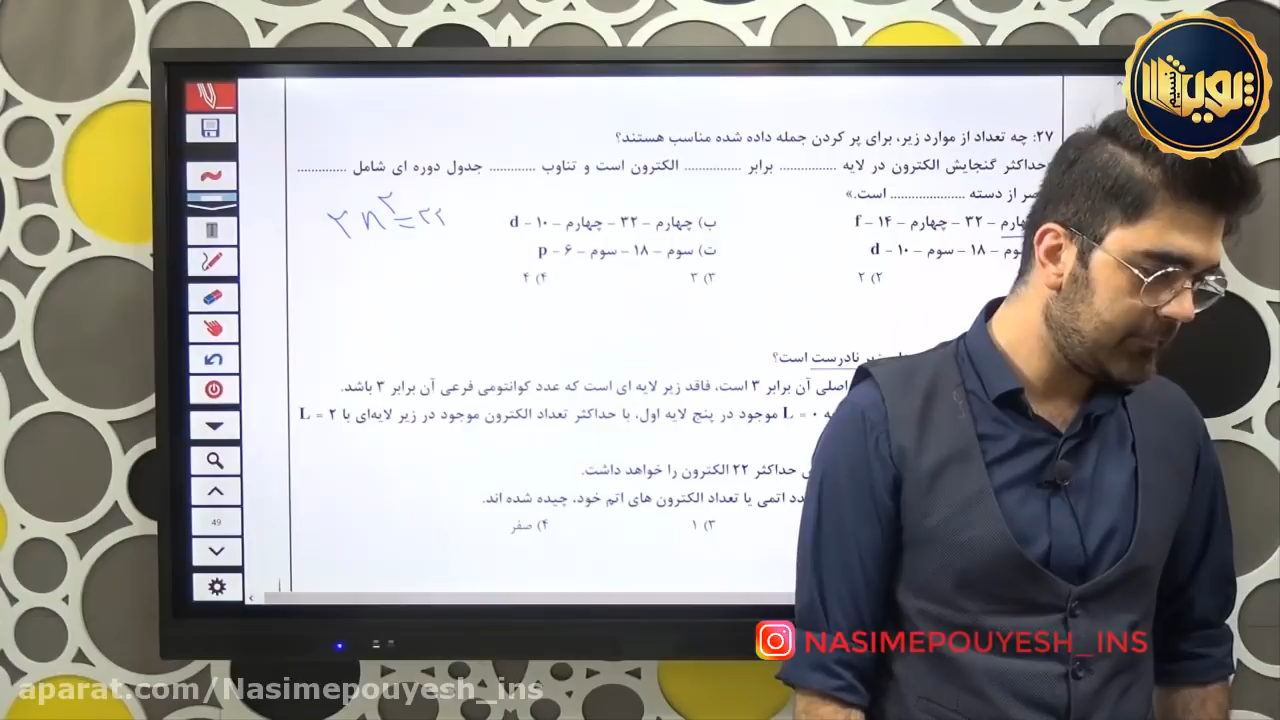 ۲۷: چه تعداد از موارد زیر، برای پر کردن جمله داده شده مناسب هستند؟
حداکثر گنجایش الکترون در لایه .............. برابر .............. الکترون است و تناوب ............ جدول دوره ای شامل .............
از دسته .................. است.»
چهارم – ۳۲ – چهارم – ۱۴ – f
ب) چهارم – ۳۲ – چهارم – ۱۰ – d
سوم – ۱۸ – سوم – ۱۰ – d
ت) سوم – ۱۸ – سوم – ۶ – p
۲) ۲
۳) ۳
۴) ۴
نادرست است؟
اصلی آن برابر ۳ است، فاقد زیر لایه ای است که عدد کوانتومی فرعی آن برابر ۳ باشد.
L = ۰ موجود در پنج لایه اول، با حداکثر تعداد الکترون موجود در زیر لایه‌ای با L = ۲
حداکثر ۲۲ الکترون را خواهد داشت.
اتمی یا تعداد الکترون های اتم خود، چیده شده اند.
۳) ۱
۴) صفر
49
پویش
نسیم
NASIMEPOUYESH_INS
aparat.com/Nasimepouyesh_ins